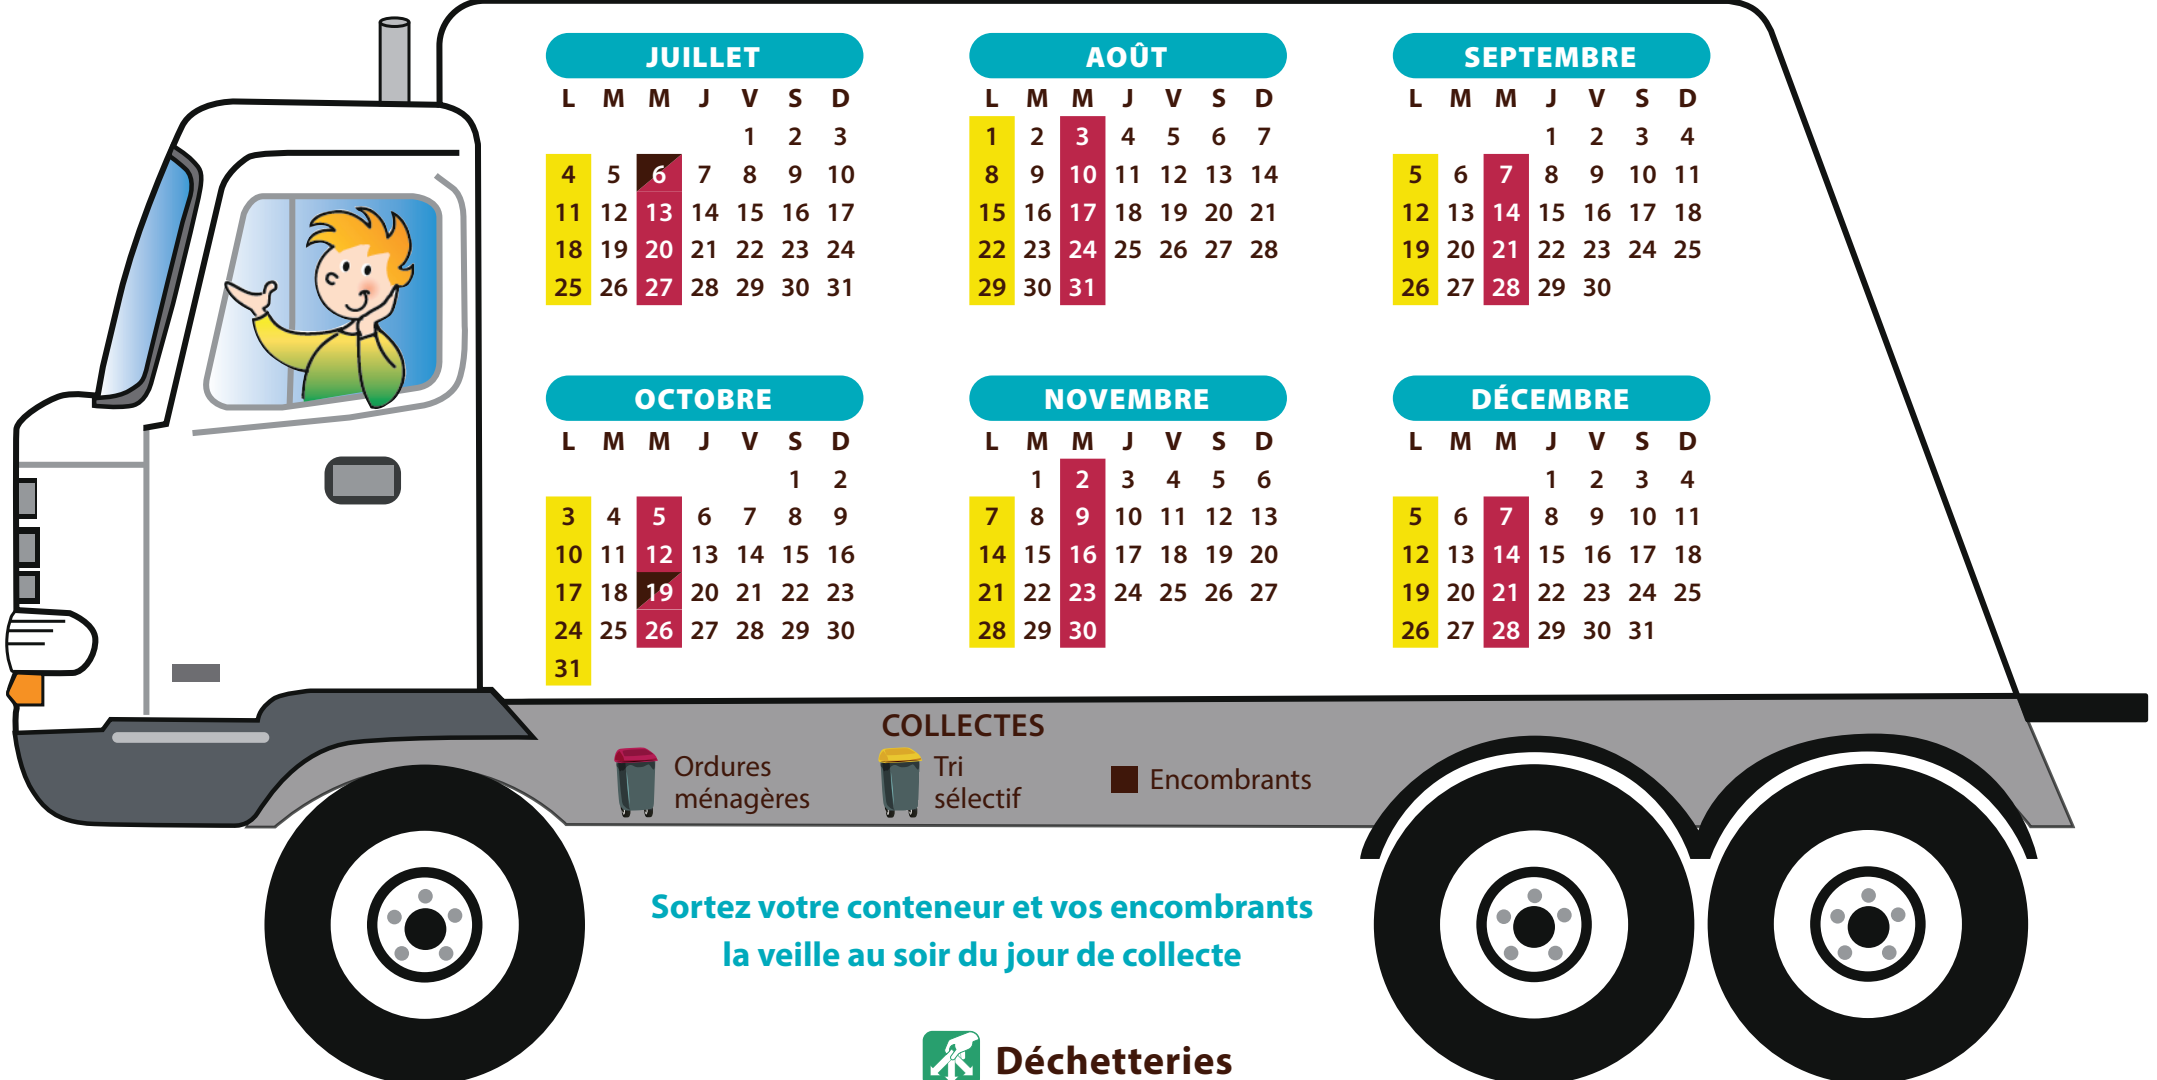 JUILLET
L M M J V S D
1 2 3
4 5 6 7 8 9 10
11 12 13 14 15 16 17
18 19 20 21 22 23 24
25 26 27 28 29 30 31
AOÛT
L M M J V S D
1 2 3 4 5 6 7
8 9 10 11 12 13 14
15 16 17 18 19 20 21
22 23 24 25 26 27 28
29 30 31
SEPTEMBRE
L M M J V S D
1 2 3 4
5 6 7 8 9 10 11
12 13 14 15 16 17 18
19 20 21 22 23 24 25
26 27 28 29 30
OCTOBRE
L M M J V S D
1 2
3 4 5 6 7 8 9
10 11 12 13 14 15 16
17 18 19 20 21 22 23
24 25 26 27 28 29 30
31
NOVEMBRE
L M M J V S D
1 2 3 4 5 6
7 8 9 10 11 12 13
14 15 16 17 18 19 20
21 22 23 24 25 26 27
28 29 30
DÉCEMBRE
L M M J V S D
1 2 3 4
5 6 7 8 9 10 11
12 13 14 15 16 17 18
19 20 21 22 23 24 25
26 27 28 29 30 31
COLLECTES
Ordures
ménagères
Tri
sélectif
Encombrants
Sortez votre conteneur et vos encombrants
la veille au soir du jour de collecte
Déchetteries